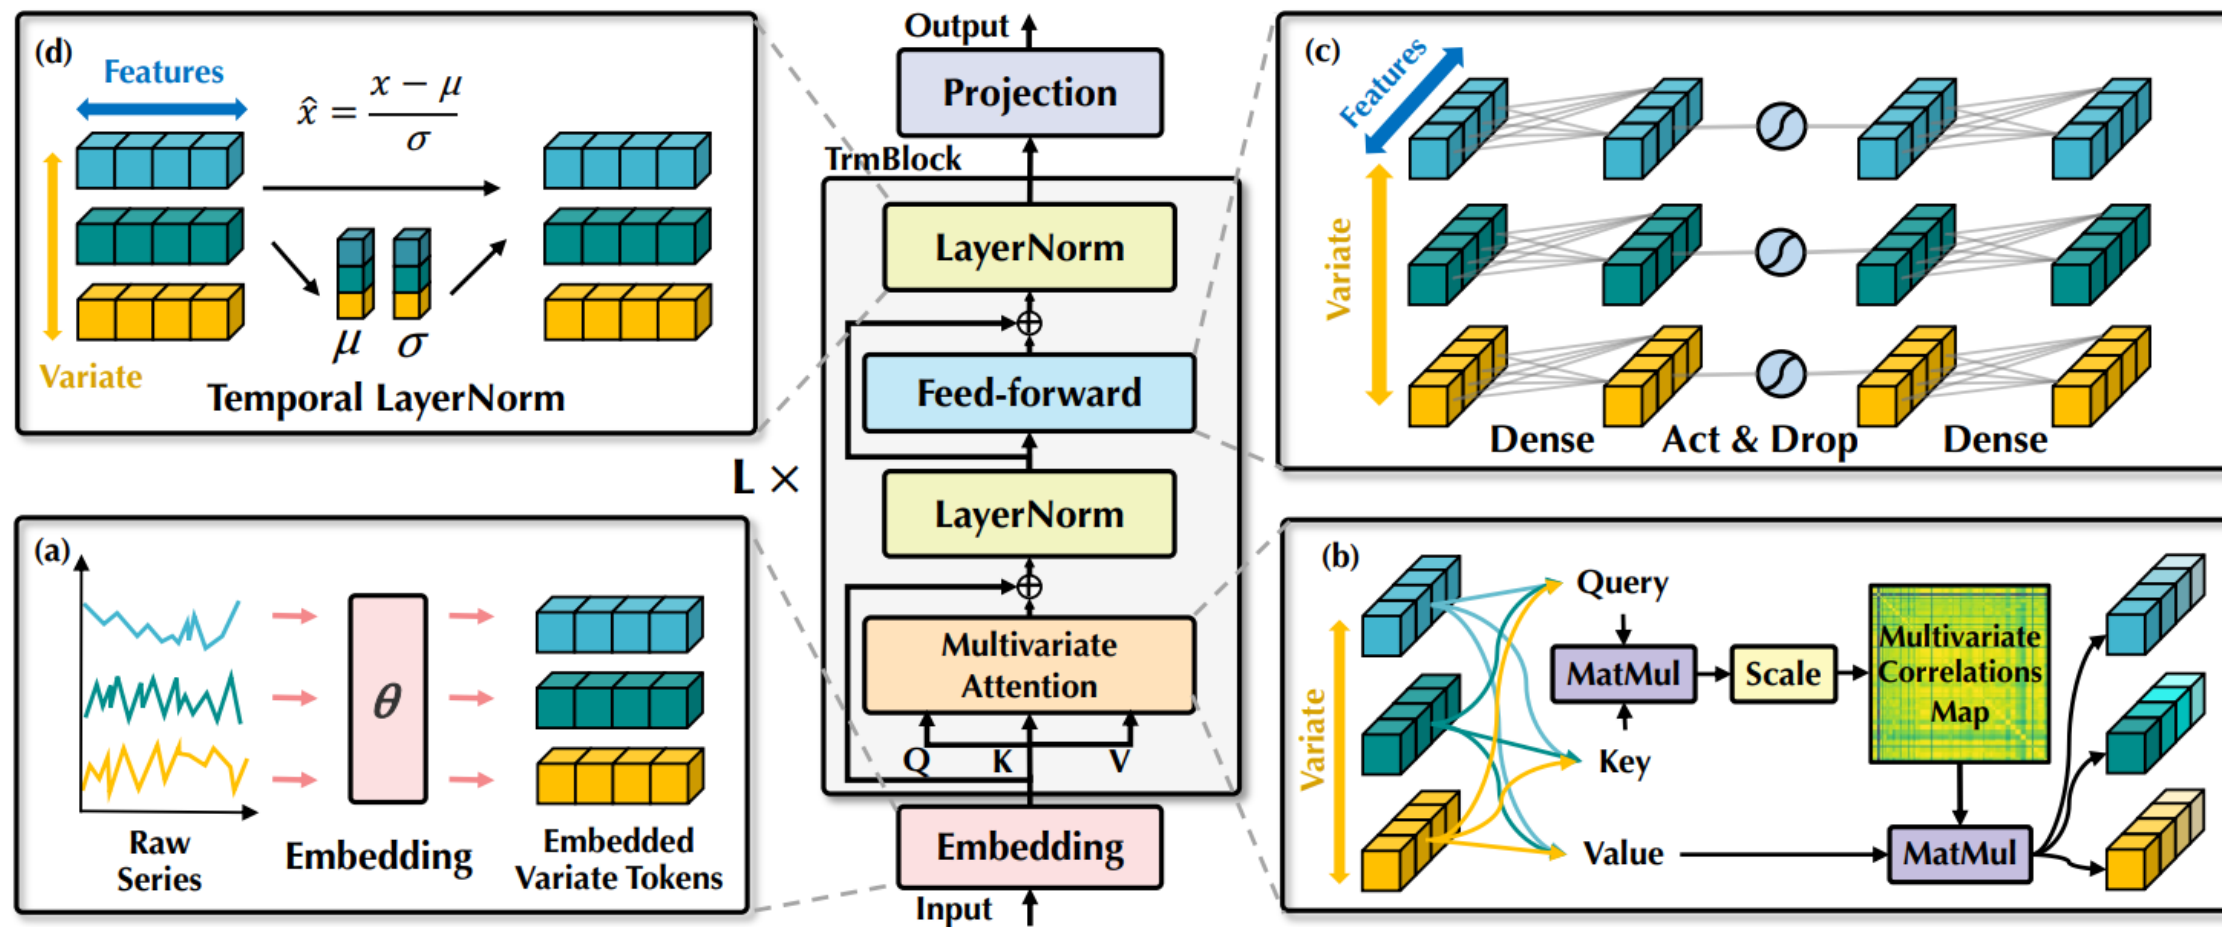 (d)
Features
x̂ = (x − μ) / σ
μ
σ
Variate
Temporal LayerNorm
(a)
θ
Raw
Series
Embedding
Embedded
Variate Tokens
Output
Projection
TrmBlock
LayerNorm
Feed-forward
L ×
LayerNorm
Multivariate
Attention
Q
K
V
Embedding
Input
(c)
Features
Variate
Dense
Act & Drop
Dense
(b)
Variate
Query
MatMul
Scale
Multivariate
Correlations
Map
Key
Value
MatMul